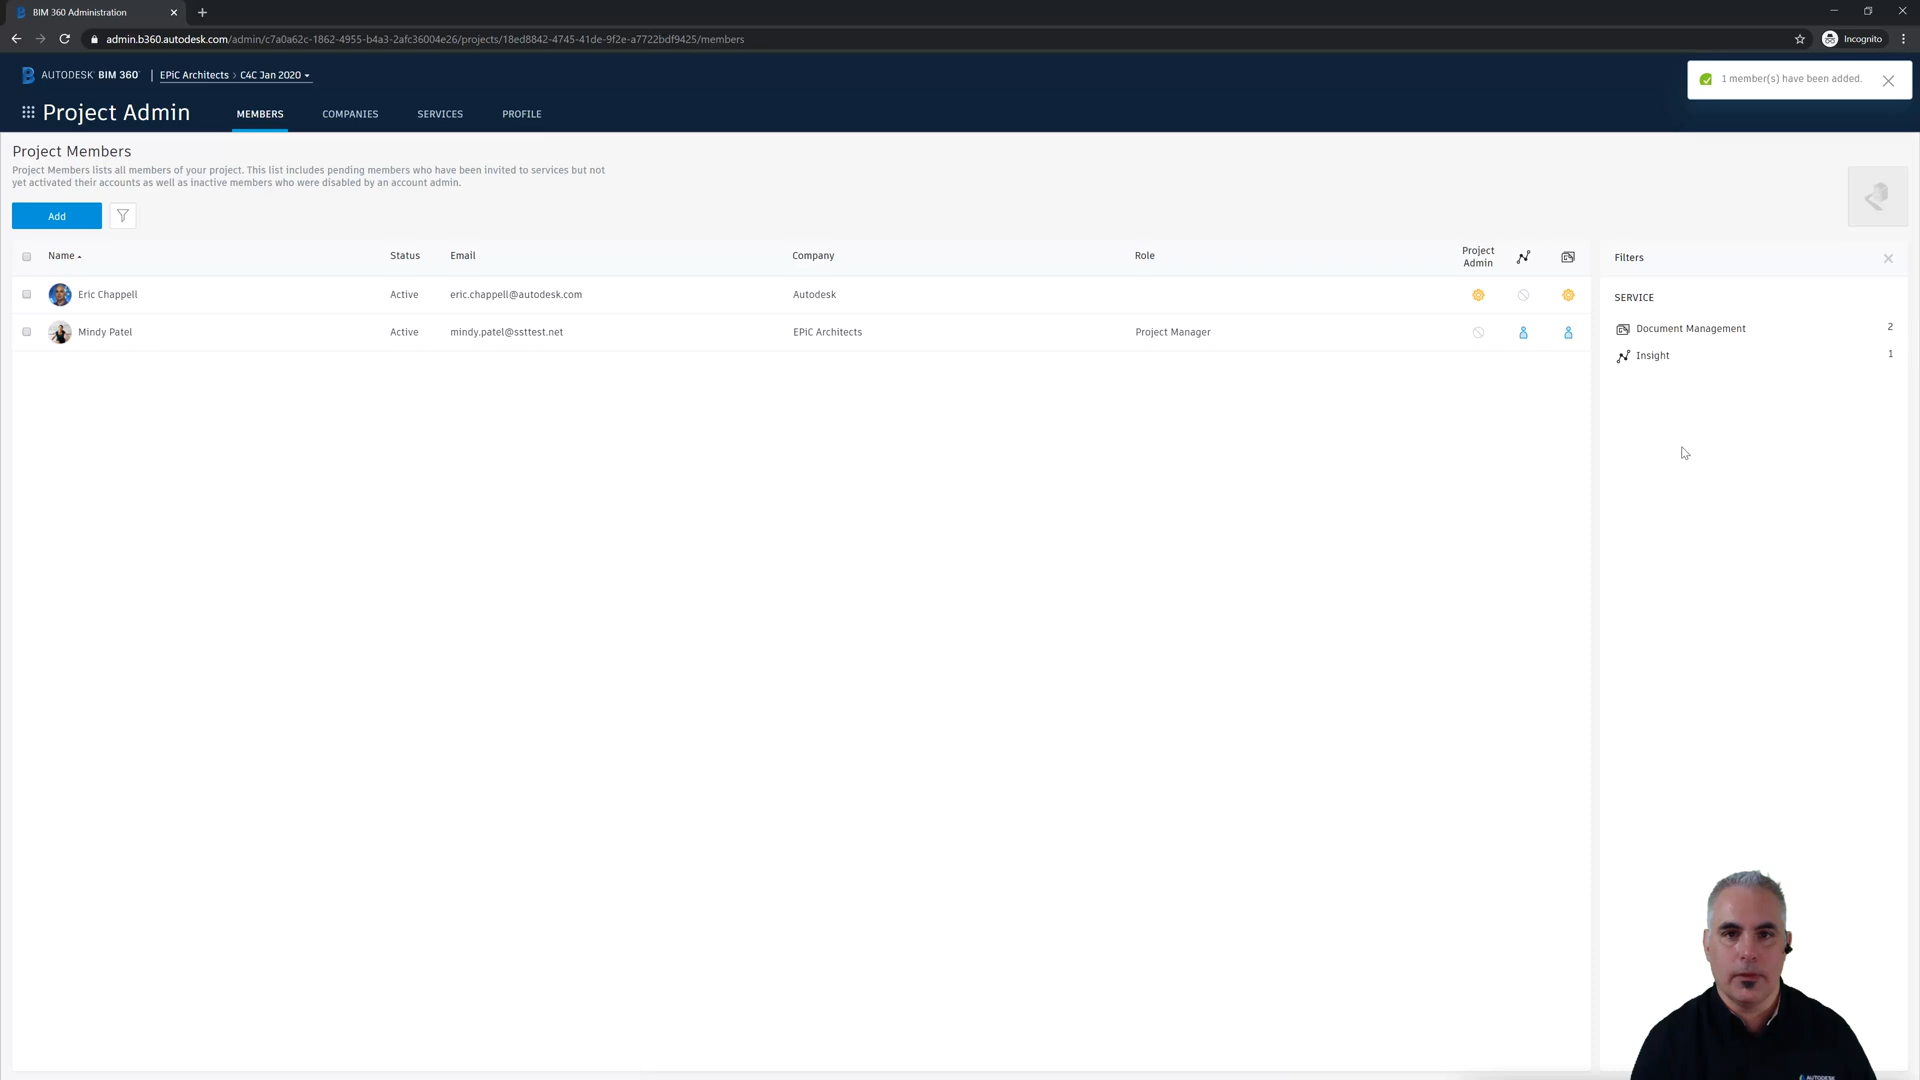 BIM 360 Administration
admin.b360.autodesk.com/admin/c7a0a62c-1862-4955-b4a3-2afc36004e26/projects/18ed8842-4745-41de-9f2e-a7722bdf9425/members
Incognito
AUTODESK® BIM 360°
EPiC Architects > C4C Jan 2020
1 member(s) have been added.
Project Admin
MEMBERS
COMPANIES
SERVICES
PROFILE
Project Members
Project Members lists all members of your project. This list includes pending members who have been invited to services but not
yet activated their accounts as well as inactive members who were disabled by an account admin.
Add
Name Status Email Company Role Project Admin
Eric Chappell Active eric.chappell@autodesk.com Autodesk
Mindy Patel Active mindy.patel@ssttest.net EPiC Architects Project Manager
Filters
SERVICE
Document Management 2
Insight 1
AUTODESK